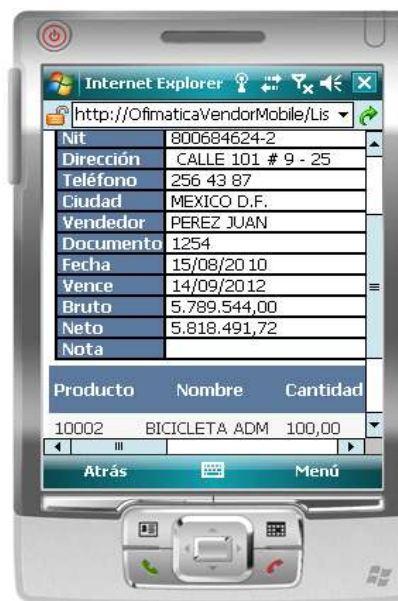 Internet Explorer
http://OfimaticaVendorMobile/Lis
Nit 800684624-2
Dirección CALLE 101 # 9 - 25
Teléfono 256 43 87
Ciudad MEXICO D.F.
Vendedor PEREZ JUAN
Documento 1254
Fecha 15/08/2010
Vence 14/09/2012
Bruto 5.789.544,00
Neto 5.818.491,72
Nota
Producto Nombre Cantidad
10002 BICICLETA ADM 100,00
Atrás Menú